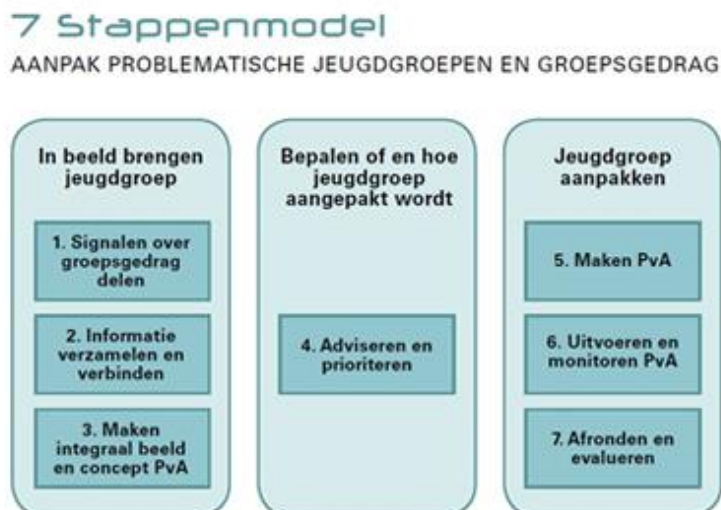 7 Stappenmodel
AANPAK PROBLEMATISCHE JEUGDGROEPEN EN GROEPSGEDRAG
In beeld brengen
jeugdgroep
1. Signalen over
groepsgedrag
delen
2. Informatie
verzamelen en
verbinden
3. Maken
integraal beeld
en concept PvA
Bepalen of en hoe
jeugdgroep
aangepakt wordt
4. Adviseren en
prioriteren
Jeugdgroep
aanpakken
5. Maken PvA
6. Uitvoeren en
monitoren PvA
7. Afronden en
evalueren